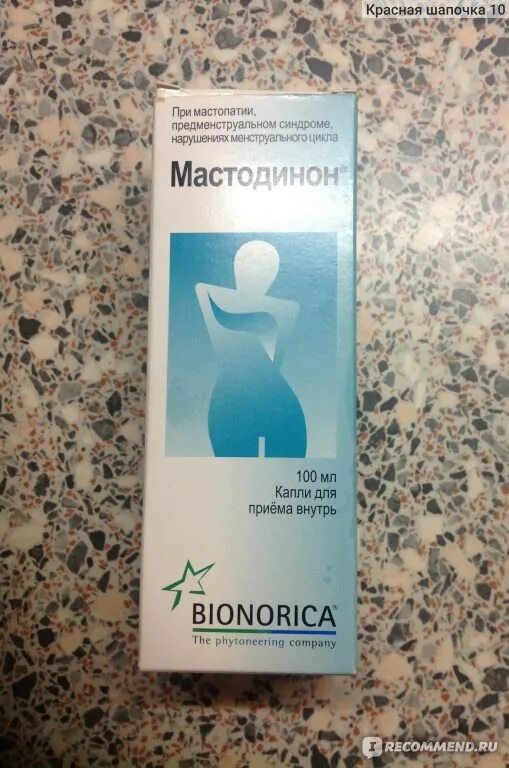 Красная шапочка 10
При мастопатии,
предменструальном синдроме,
нарушениях менструального цикла
Мастодинон®
100 мл
Капли для
приёма внутрь
BIONORICA®
The phytoneering company
I RECOMMEND.RU